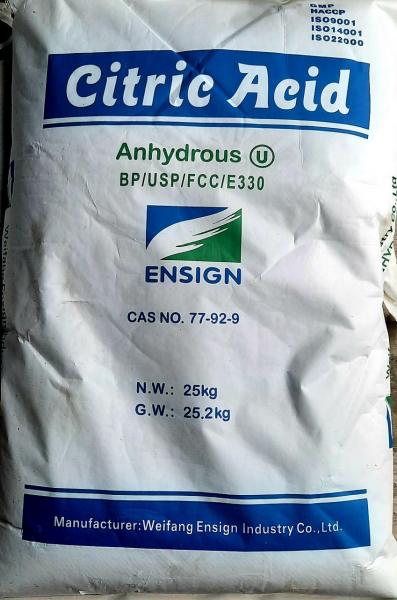 GMP
HACCP
ISO9001
ISO14001
ISO22000
Citric Acid
Anhydrous U
BP/USP/FCC/E330
ENSIGN
CAS NO. 77-92-9
N.W.: 25kg
G.W.: 25.2kg
Manufacturer:Weifang Ensign Industry Co.,Ltd.